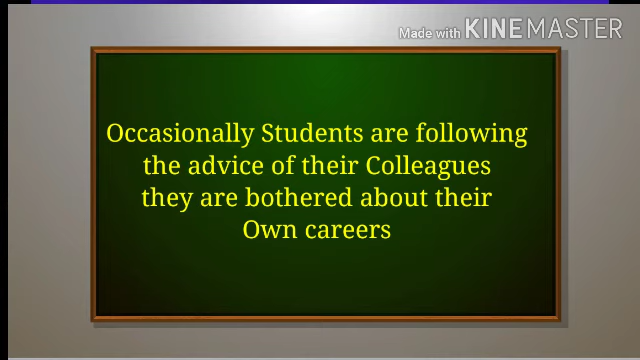 Made with KINEMASTER
Occasionally Students are following
the advice of their Colleagues
they are bothered about their
Own careers